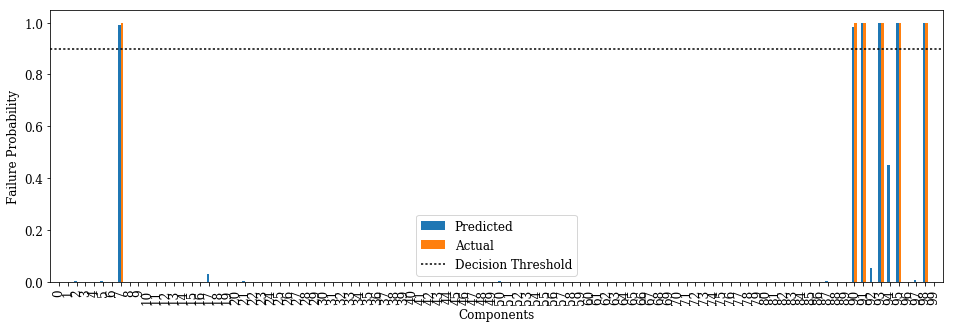 1.0
0.8
0.6
0.4
0.2
0.0
Failure Probability
Predicted
Actual
Decision Threshold
0 1 2 3 4 5 6 7 8 9 10 11 12 13 14 15 16 17 18 19 20 21 22 23 24 25 26 27 28 29 30 31 32 33 34 35 36 37 38 39 40 41 42 43 44 45 46 47 48 49 50 51 52 53 54 55 56 57 58 59 60 61 62 63 64 65 66 67 68 69 70 71 72 73 74 75 76 77 78 79 80 81 82 83 84 85 86 87 88 89 90 91 92 93 94 95 96 97 98 99
Components